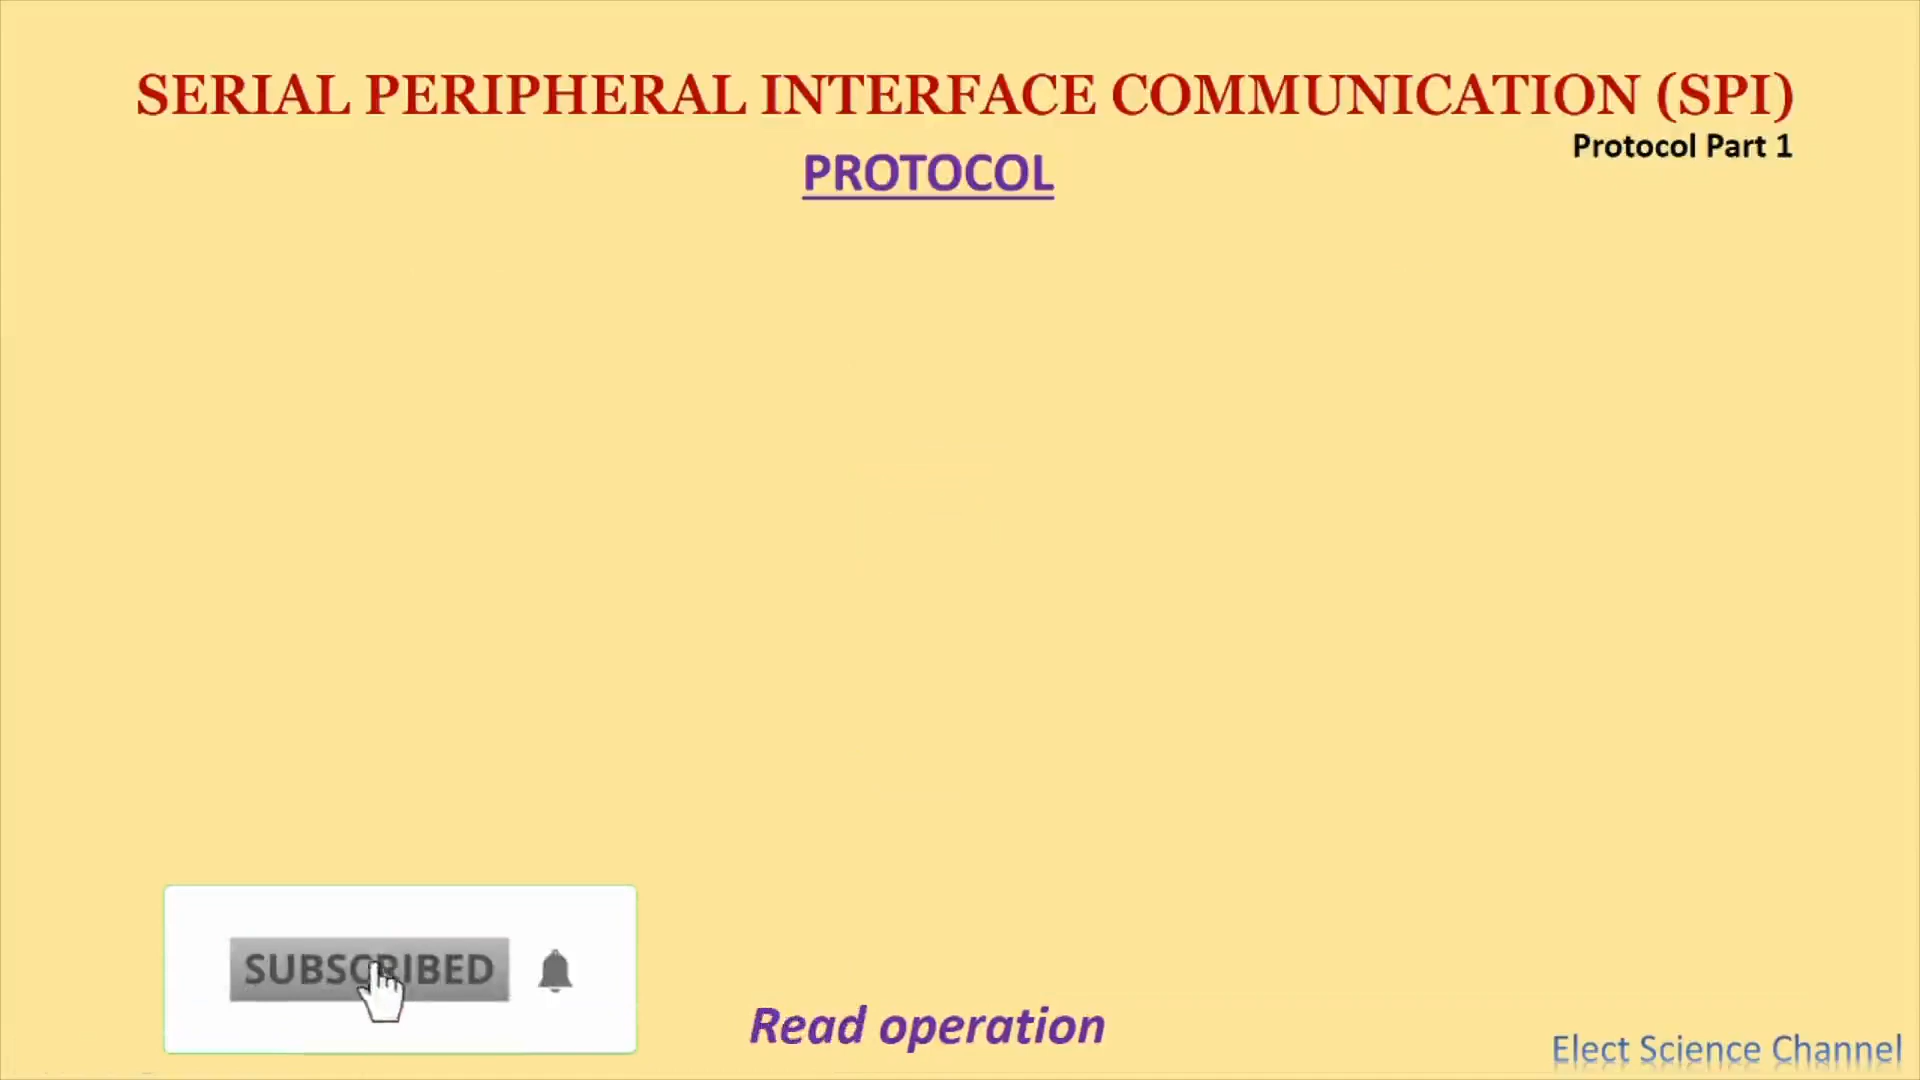 SERIAL PERIPHERAL INTERFACE COMMUNICATION (SPI)
Protocol Part 1
PROTOCOL
SUBSCRIBED
Read operation
Elect Science Channel